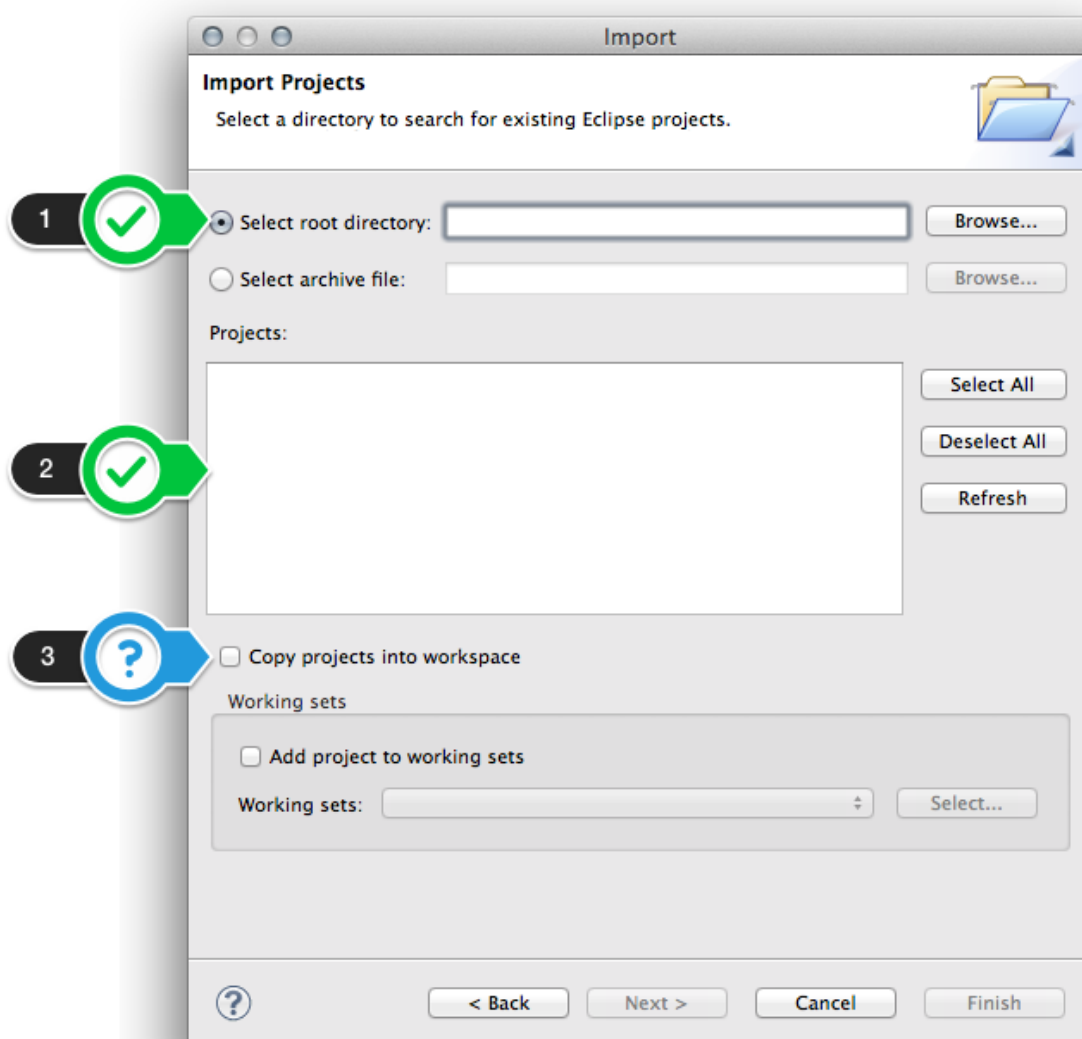 Import
Import Projects
Select a directory to search for existing Eclipse projects.
1
Select root directory: Browse...
Select archive file: Browse...
Projects:
Select All
Deselect All
2
Refresh
3 ? Copy projects into workspace
Working sets
Add project to working sets
Working sets: Select...
? < Back Next > Cancel Finish